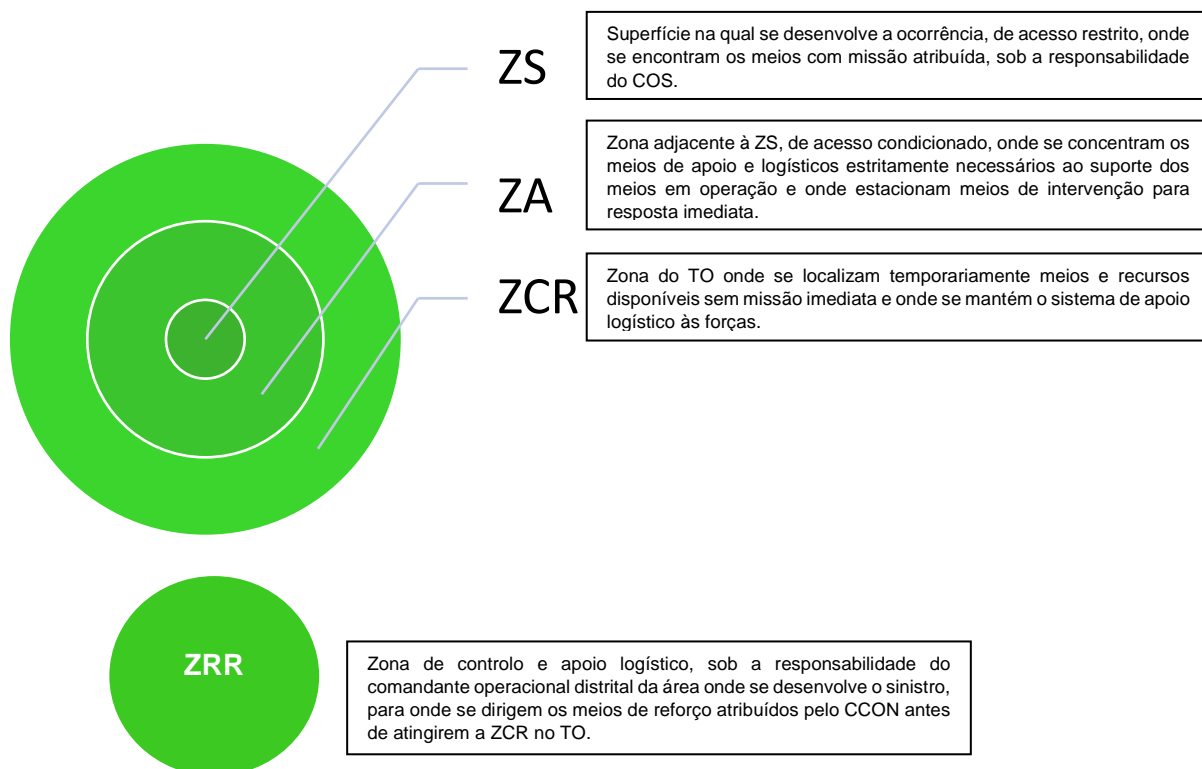 ZS
Superfície na qual se desenvolve a ocorrência, de acesso restrito, onde
se encontram os meios com missão atribuída, sob a responsabilidade
do COS.
ZA
Zona adjacente à ZS, de acesso condicionado, onde se concentram os
meios de apoio e logísticos estritamente necessários ao suporte dos
meios em operação e onde estacionam meios de intervenção para
resposta imediata.
ZCR
Zona do TO onde se localizam temporariamente meios e recursos
disponíveis sem missão imediata e onde se mantém o sistema de apoio
logístico às forças.
ZRR
Zona de controlo e apoio logístico, sob a responsabilidade do
comandante operacional distrital da área onde se desenvolve o sinistro,
para onde se dirigem os meios de reforço atribuídos pelo CCON antes
de atingirem a ZCR no TO.